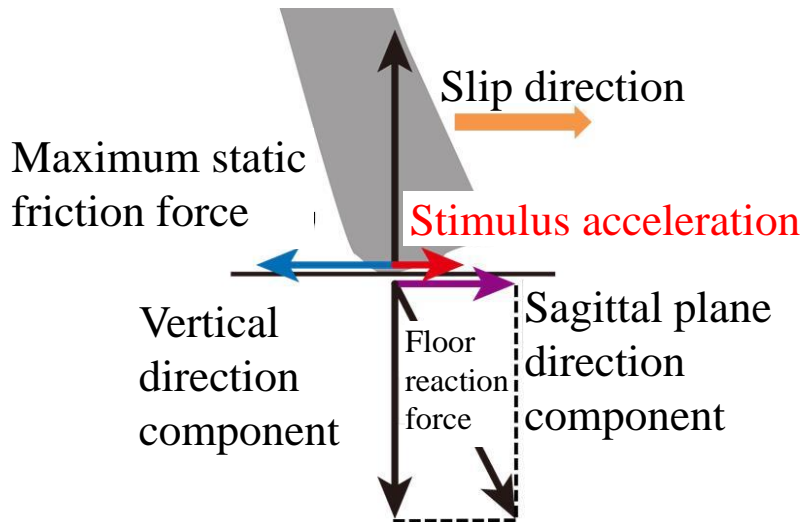 Slip direction
Maximum static
friction force
Stimulus acceleration
Vertical
direction
component
Floor
reaction
force
Sagittal plane
direction
component